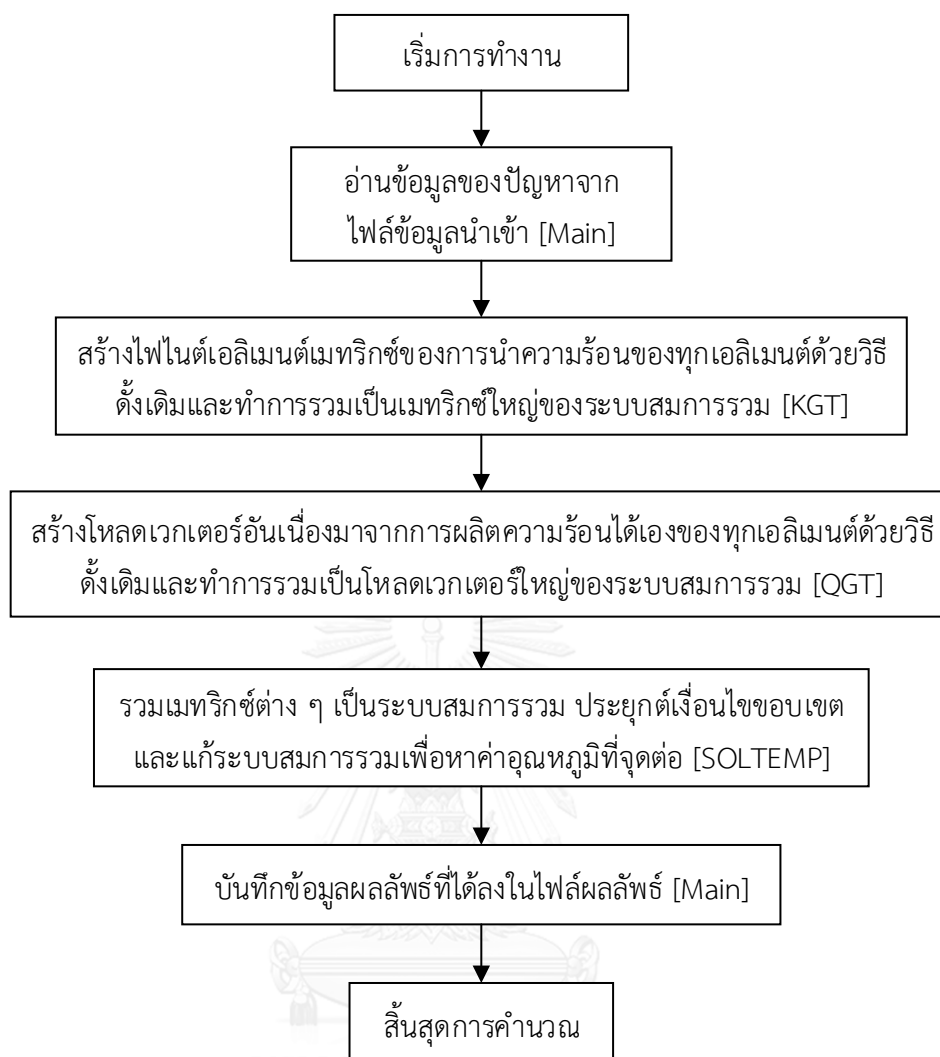 เริ่มการทำงาน
อ่านข้อมูลของปัญหาจาก
ไฟล์ข้อมูลนำเข้า [Main]
สร้างไฟไนต์เอลิเมนต์เมทริกซ์ของการนำความร้อนของทุกเอลิเมนต์ด้วยวิธี
ดั้งเดิมและทำการรวมเป็นเมทริกซ์ใหญ่ของระบบสมการรวม [KGT]
สร้างโหลดเวกเตอร์อันเนื่องมาจากการผลิตความร้อนได้เองของทุกเอลิเมนต์ด้วยวิธี
ดั้งเดิมและทำการรวมเป็นโหลดเวกเตอร์ใหญ่ของระบบสมการรวม [QGT]
รวมเมทริกซ์ต่าง ๆ เป็นระบบสมการรวม ประยุกต์เงื่อนไขขอบเขต
และแก้ระบบสมการรวมเพื่อหาค่าอุณหภูมิที่จุดต่อ [SOLTEMP]
บันทึกข้อมูลผลลัพธ์ที่ได้ลงในไฟล์ผลลัพธ์ [Main]
สิ้นสุดการคำนวณ